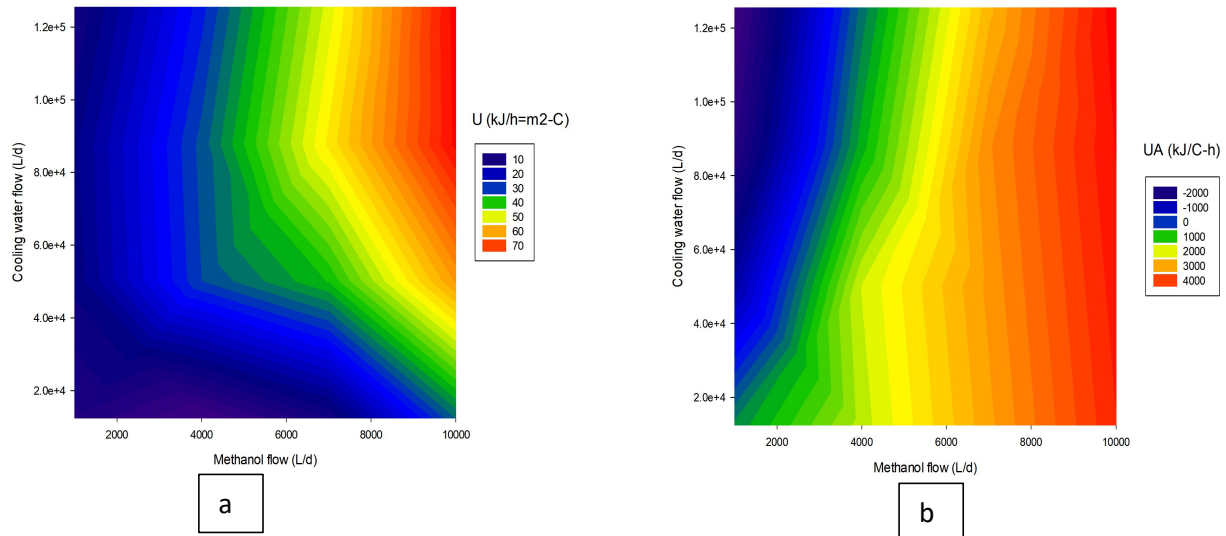 1.2e+5
1.0e+5
8.0e+4
6.0e+4
4.0e+4
2.0e+4
Cooling water flow (L/d)
2000 4000 6000 8000 10000
Methanol flow (L/d)
U (kJ/h=m2-C)
10
20
30
40
50
60
70
a
1.2e+5
1.0e+5
8.0e+4
6.0e+4
4.0e+4
2.0e+4
Cooling water flow (L/d)
2000 4000 6000 8000 10000
Methanol flow (L/d)
UA (kJ/C-h)
-2000
-1000
0
1000
2000
3000
4000
b